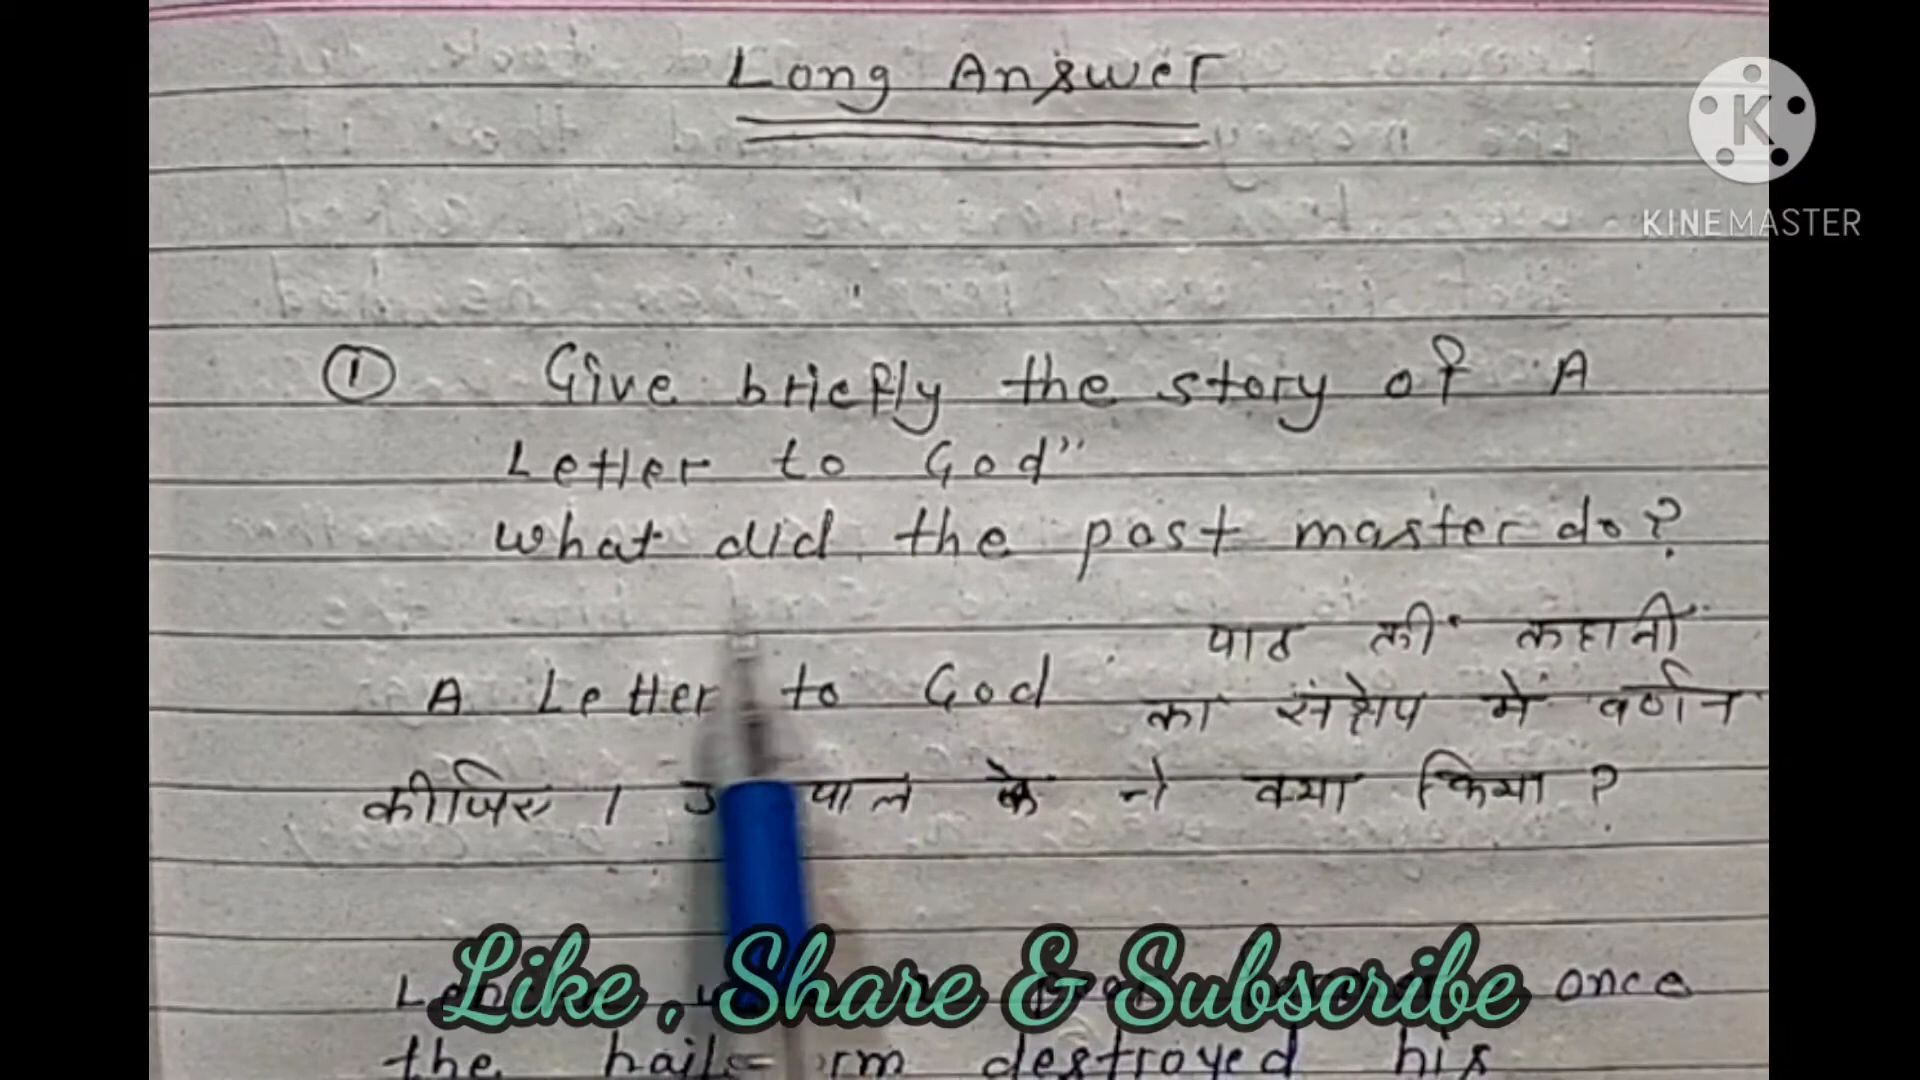 Long Answer
K
KINEMASTER
① Give briefly the story of A
Letter to God"
what did the post master do?
पाठ की कहानी
A Letter to God का संक्षेप में वर्णन
कीजिए । पाल के ने क्या किया ?
Like, Share & Subscribe
once
the destroyed his